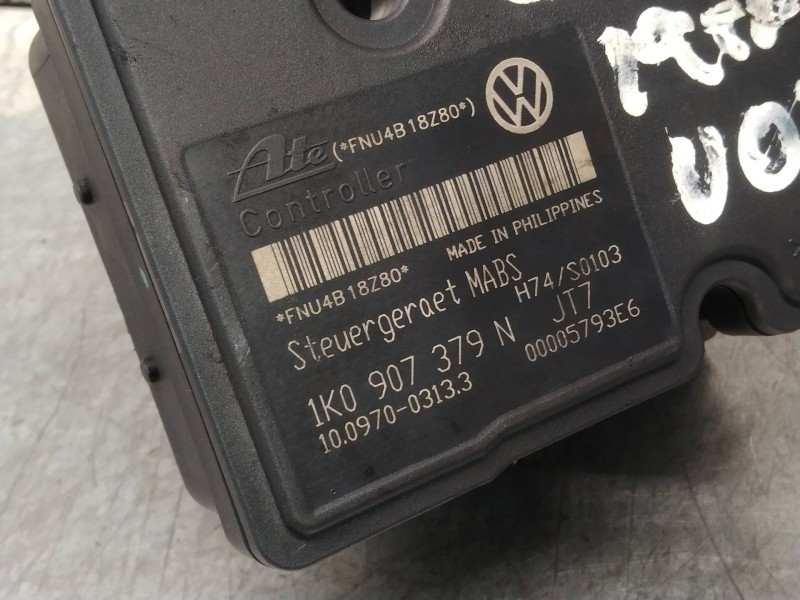 Ate (*FNU4B18Z80*)
Controller
MADE IN PHILIPPINES
*FNU4B18Z80*
Steuergeraet MABS H74/S0103
1K0 907 379 N JT7
10.0970-0313.3 00005793E6